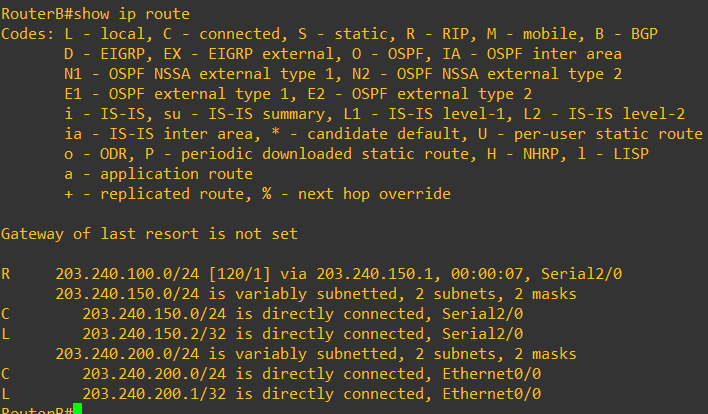 RouterB#show ip route
Codes: L - local, C - connected, S - static, R - RIP, M - mobile, B - BGP
       D - EIGRP, EX - EIGRP external, O - OSPF, IA - OSPF inter area
       N1 - OSPF NSSA external type 1, N2 - OSPF NSSA external type 2
       E1 - OSPF external type 1, E2 - OSPF external type 2
       i - IS-IS, su - IS-IS summary, L1 - IS-IS level-1, L2 - IS-IS level-2
       ia - IS-IS inter area, * - candidate default, U - per-user static route
       o - ODR, P - periodic downloaded static route, H - NHRP, l - LISP
       a - application route
       + - replicated route, % - next hop override

Gateway of last resort is not set

R     203.240.100.0/24 [120/1] via 203.240.150.1, 00:00:07, Serial2/0
      203.240.150.0/24 is variably subnetted, 2 subnets, 2 masks
C        203.240.150.0/24 is directly connected, Serial2/0
L        203.240.150.2/32 is directly connected, Serial2/0
      203.240.200.0/24 is variably subnetted, 2 subnets, 2 masks
C        203.240.200.0/24 is directly connected, Ethernet0/0
L        203.240.200.1/32 is directly connected, Ethernet0/0
RouterB#